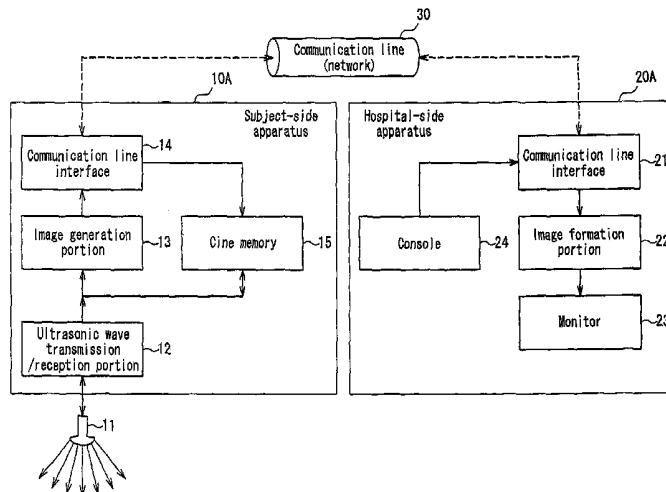 30
Communication line
(network)
10A
20A
Subject-side
apparatus
Hospital-side
apparatus
14
Communication line
interface
Communication line
interface
21
Image generation
portion
13
Cine memory
15
Console
24
Image formation
portion
22
Ultrasonic wave
transmission
/reception portion
12
Monitor
23
11